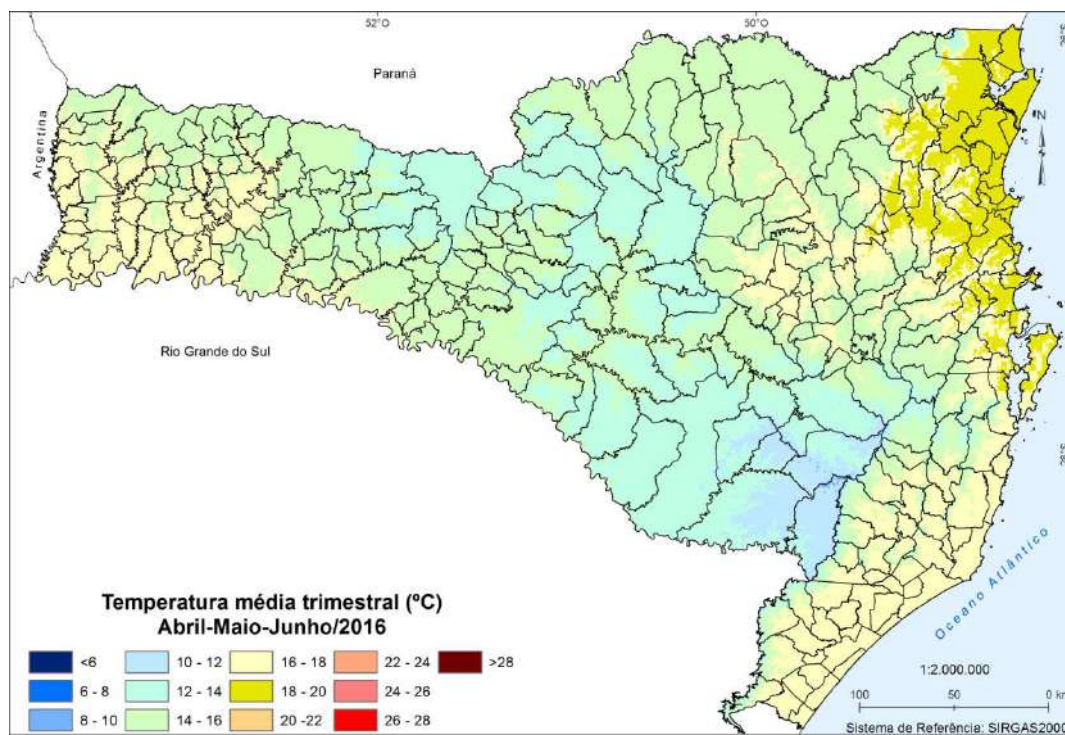 52°O
50°O
26°S
Paraná
Argentina
N
Rio Grande do Sul
28°S
Oceano Atlântico
Temperatura média trimestral (ºC)
Abril-Maio-Junho/2016
<6
10 - 12
16 - 18
22 - 24
>28
6 - 8
12 - 14
18 - 20
24 - 26
8 - 10
14 - 16
20 -22
26 - 28
1:2.000.000
100 50 0 km
Sistema de Referência: SIRGAS2000